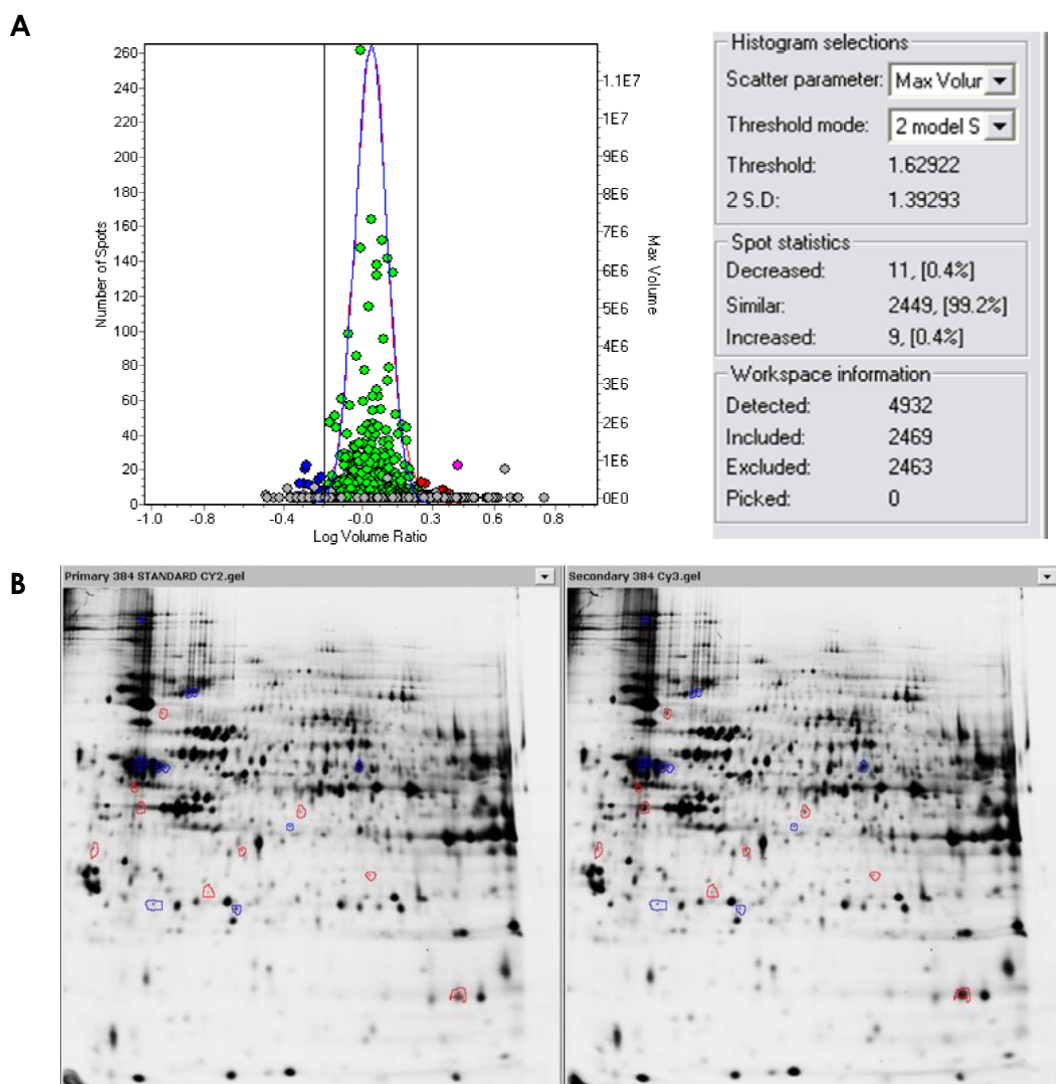 A
260
240
220
200
180
160
140
120
100
80
60
40
20
0
Number of Spots
1.1E7
1E7
9E6
8E6
7E6
6E6
5E6
4E6
3E6
2E6
1E6
0E0
Max Volume
-1.0 -0.8 -0.4 -0.0 0.3 0.6 0.8
Log Volume Ratio
Histogram selections
Scatter parameter: Max Volur
Threshold mode: 2 model S
Threshold: 1.62922
2 S.D: 1.39293
Spot statistics
Decreased: 11, [0.4%]
Similar: 2449, [99.2%]
Increased: 9, [0.4%]
Workspace information
Detected: 4932
Included: 2469
Excluded: 2463
Picked: 0
B
Primary 384 STANDARD CY2.gel
Secondary 384 Cy3.gel